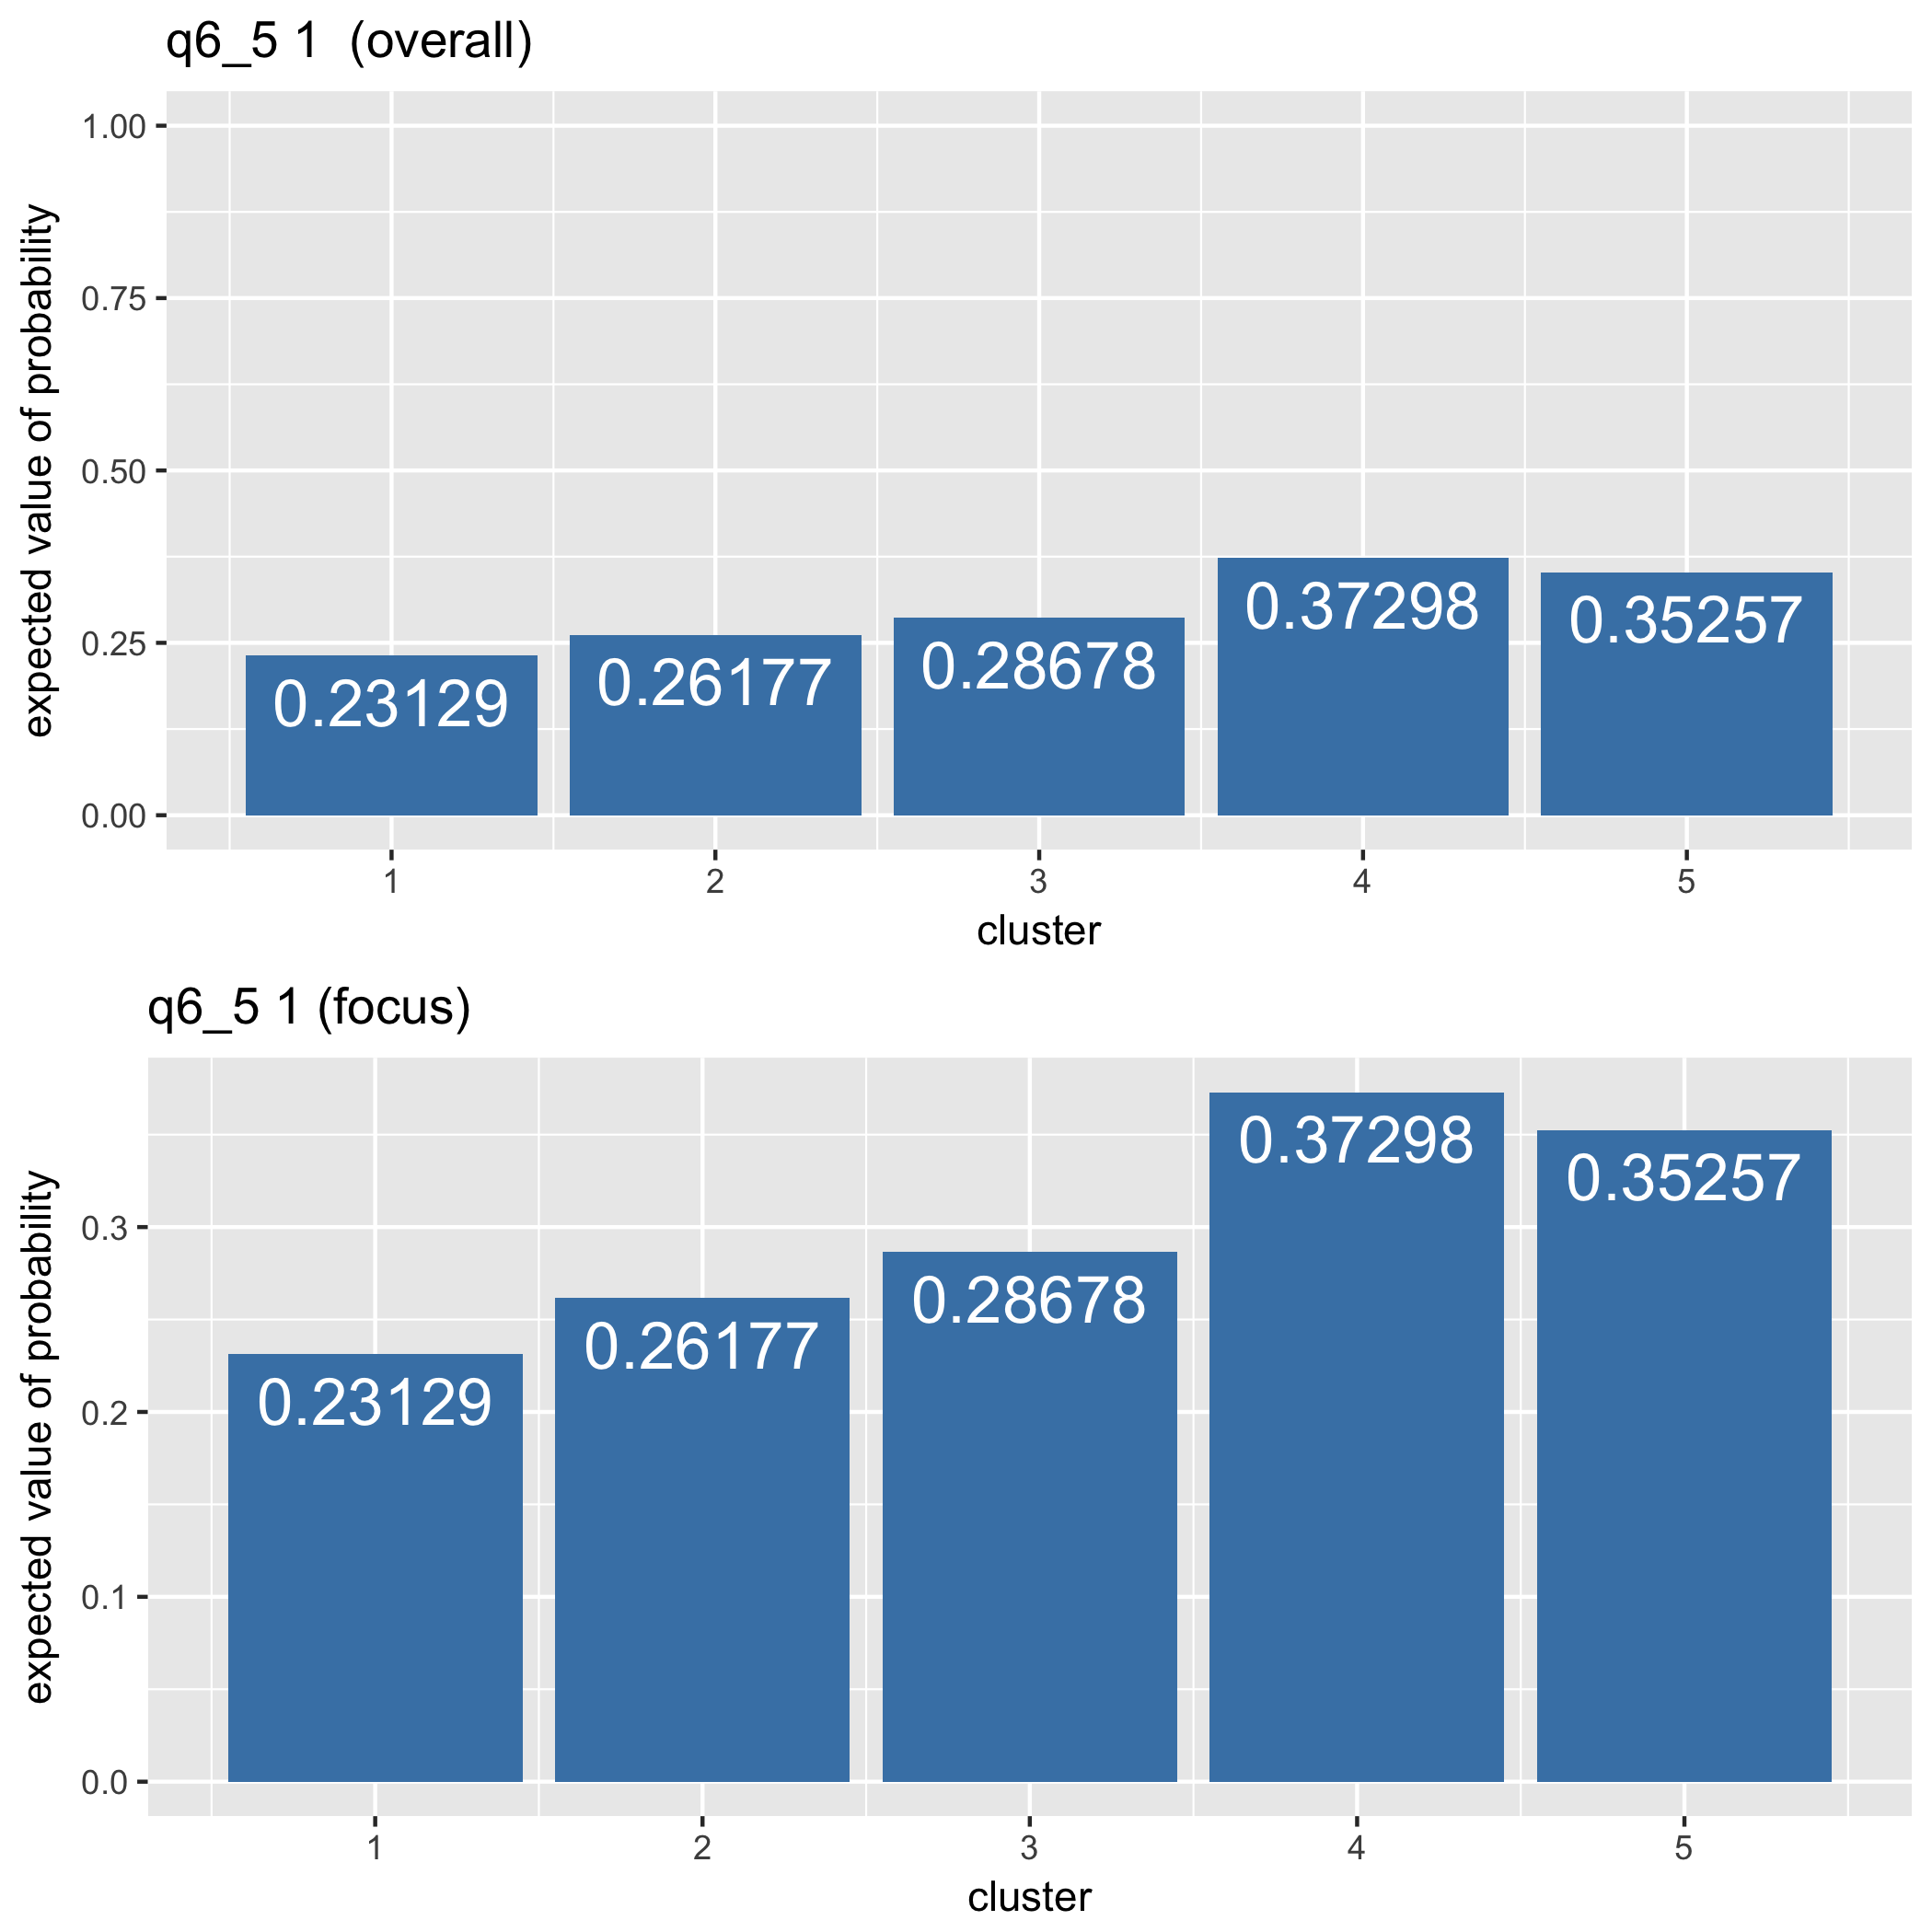 q6_5 1  (overall)
expected value of probability
1.00
0.75
0.50
0.25
0.00
0.23129
0.26177
0.28678
0.37298
0.35257
1 2 3 4 5
cluster
q6_5 1 (focus)
expected value of probability
0.3
0.2
0.1
0.0
0.23129
0.26177
0.28678
0.37298
0.35257
1 2 3 4 5
cluster